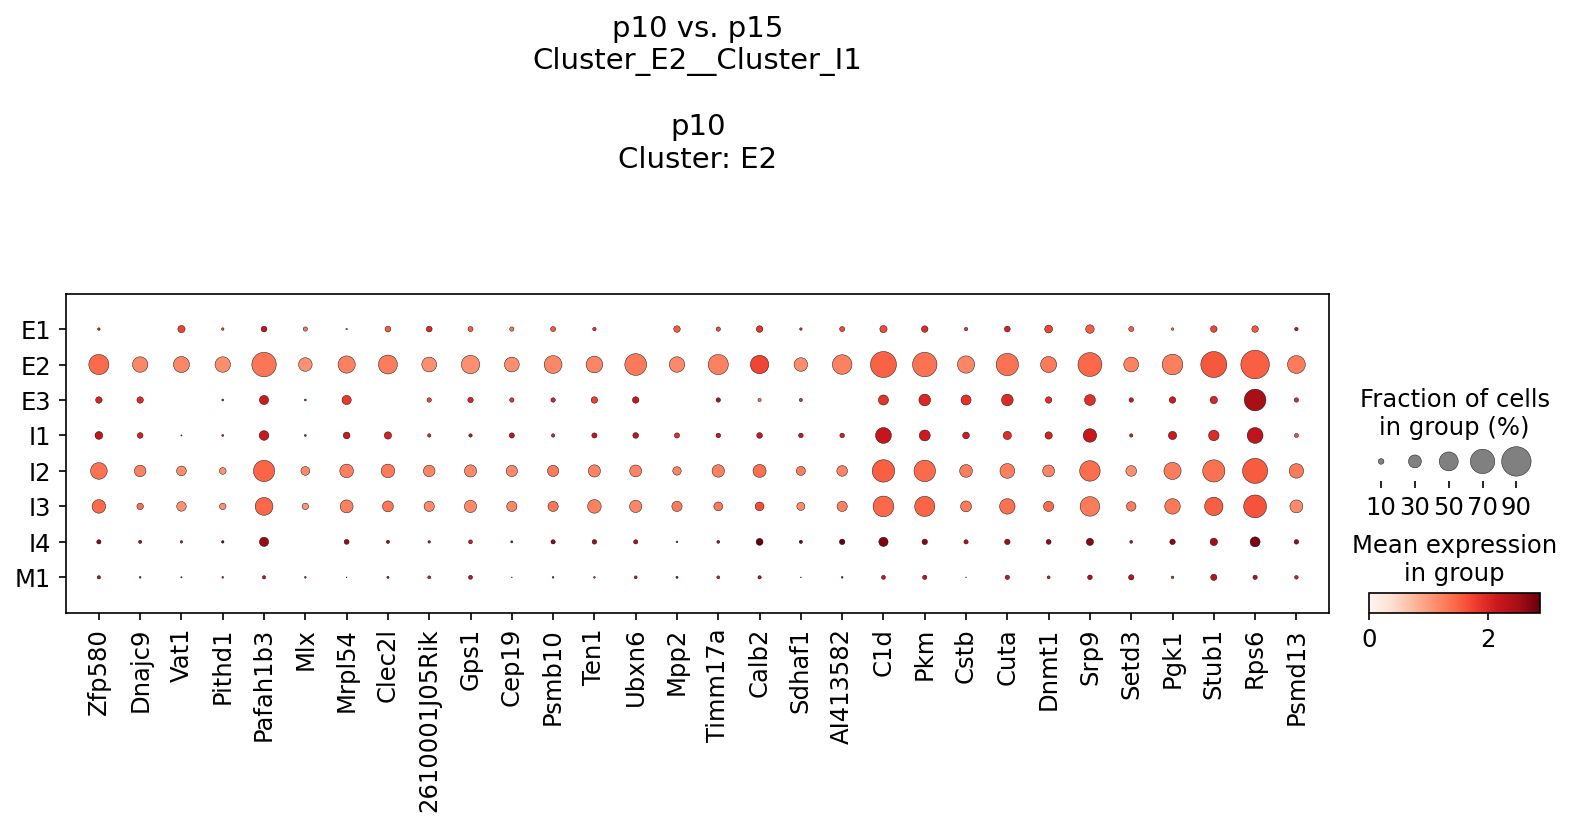 p10 vs. p15
Cluster_E2__Cluster_I1
p10
Cluster: E2
E1
E2
E3
I1
I2
I3
I4
M1
Zfp580
Dnajc9
Vat1
Pithd1
Pafah1b3
Mlx
Mrpl54
Clec2l
2610001J05Rik
Gps1
Cep19
Psmb10
Ten1
Ubxn6
Mpp2
Timm17a
Calb2
Sdhaf1
AI413582
C1d
Pkm
Cstb
Cuta
Dnmt1
Srp9
Setd3
Pgk1
Stub1
Rps6
Psmd13
Fraction of cells
in group (%)
10 30 50 70 90
Mean expression
in group
0 2